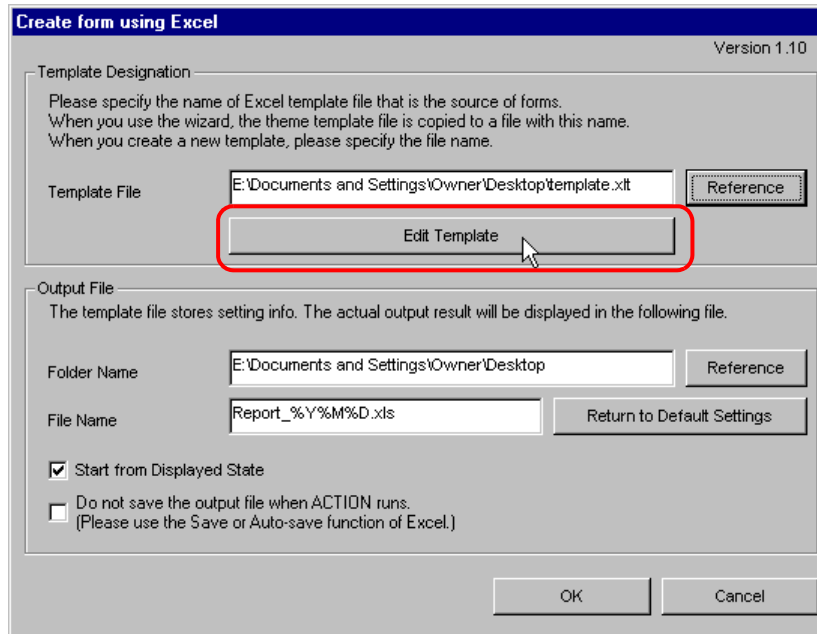 Create form using Excel
Version 1.10
Template Designation
Please specify the name of Excel template file that is the source of forms.
When you use the wizard, the theme template file is copied to a file with this name.
When you create a new template, please specify the file name.
Template File
E:\Documents and Settings\Owner\Desktop\template.xlt
Reference
Edit Template
Output File
The template file stores setting info. The actual output result will be displayed in the following file.
Folder Name
E:\Documents and Settings\Owner\Desktop
Reference
File Name
Report_%Y%M%D.xls
Return to Default Settings
Start from Displayed State
Do not save the output file when ACTION runs.
(Please use the Save or Auto-save function of Excel.)
OK
Cancel